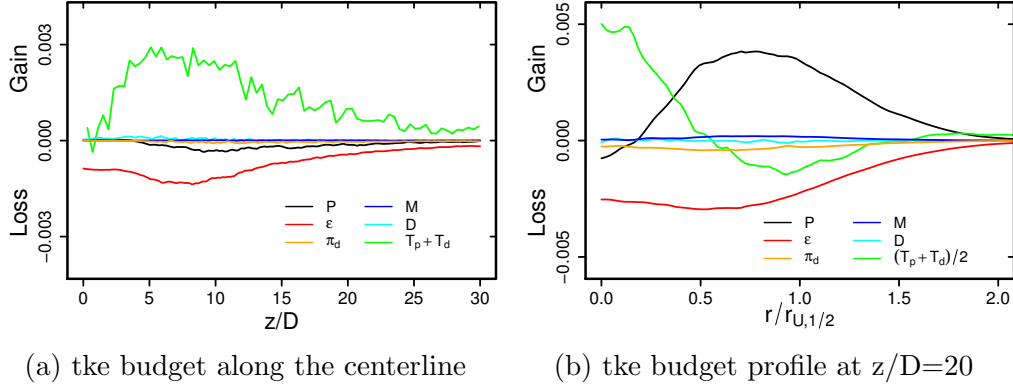 Gain
Loss
0.003
0.000
−0.003
P
ε
π_d
M
D
T_p + T_d
0 5 10 15 20 25 30
z/D
(a) tke budget along the centerline
Gain
Loss
0.005
0.000
−0.005
P
ε
π_d
M
D
(T_p + T_d)/2
0.0 0.5 1.0 1.5 2.0
r/r_{U,1/2}
(b) tke budget profile at z/D=20